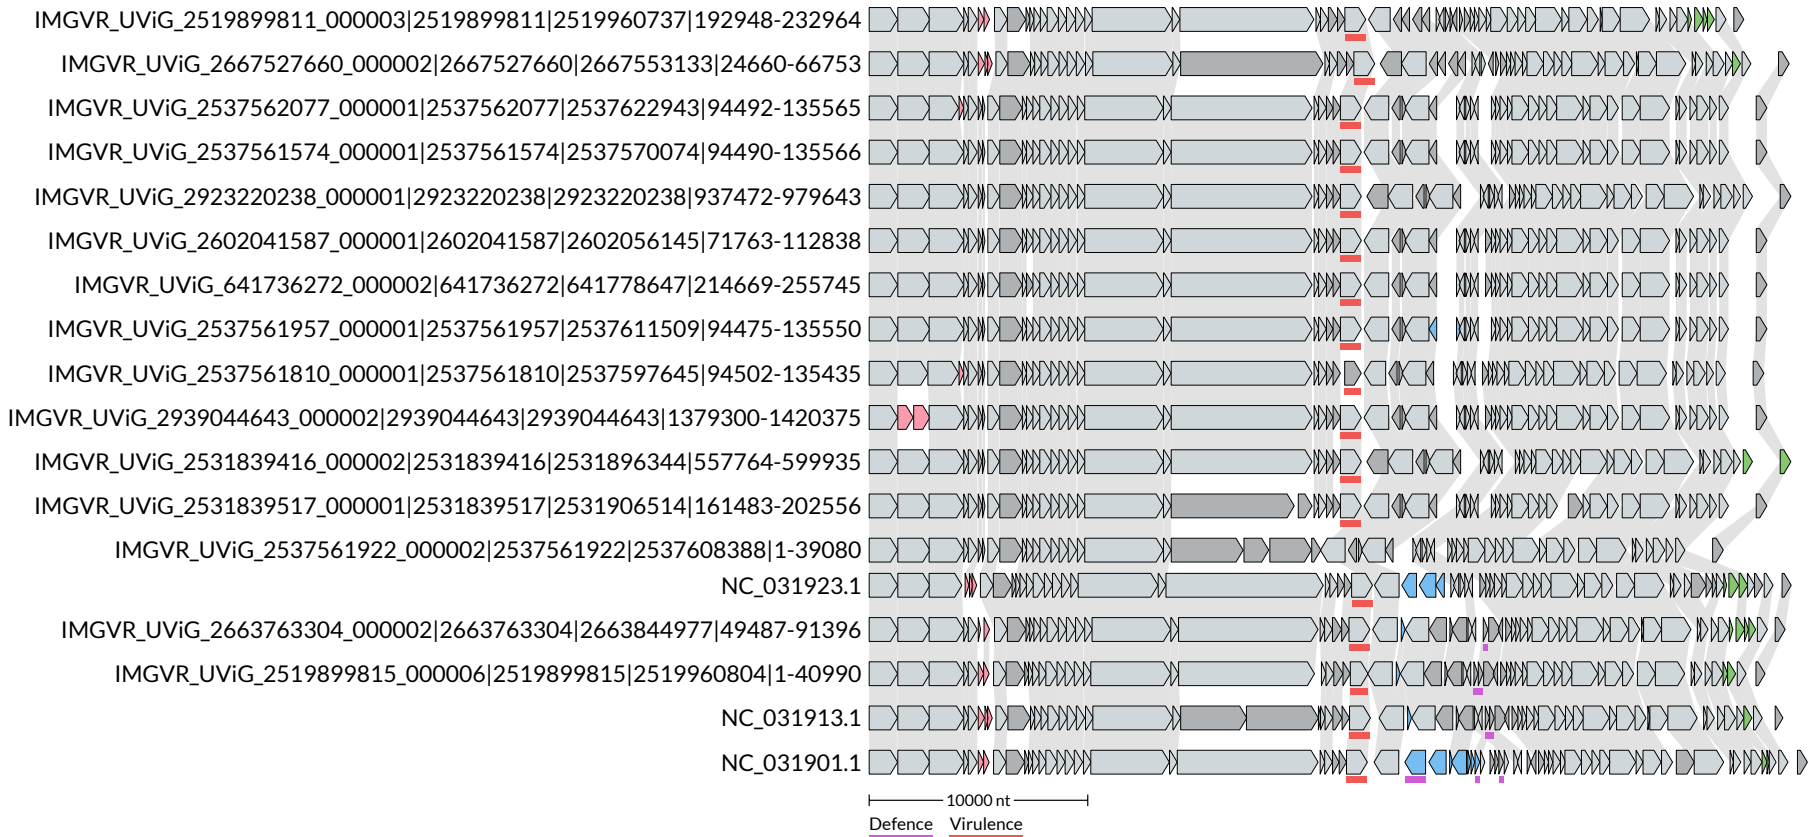 IMGVR_UViG_2519899811_000003|2519899811|2519960737|192948-232964
IMGVR_UViG_2667527660_000002|2667527660|2667553133|24660-66753
IMGVR_UViG_2537562077_000001|2537562077|2537622943|94492-135565
IMGVR_UViG_2537561574_000001|2537561574|2537570074|94490-135566
IMGVR_UViG_2923220238_000001|2923220238|2923220238|937472-979643
IMGVR_UViG_2602041587_000001|2602041587|2602056145|71763-112838
IMGVR_UViG_641736272_000002|641736272|641778647|214669-255745
IMGVR_UViG_2537561957_000001|2537561957|2537611509|94475-135550
IMGVR_UViG_2537561810_000001|2537561810|2537597645|94502-135435
IMGVR_UViG_2939044643_000002|2939044643|2939044643|1379300-1420375
IMGVR_UViG_2531839416_000002|2531839416|2531896344|557764-599935
IMGVR_UViG_2531839517_000001|2531839517|2531906514|161483-202556
IMGVR_UViG_2537561922_000002|2537561922|2537608388|1-39080
NC_031923.1
IMGVR_UViG_2663763304_000002|2663763304|2663844977|49487-91396
IMGVR_UViG_2519899815_000006|2519899815|2519960804|1-40990
NC_031913.1
NC_031901.1
10000 nt
Defence Virulence